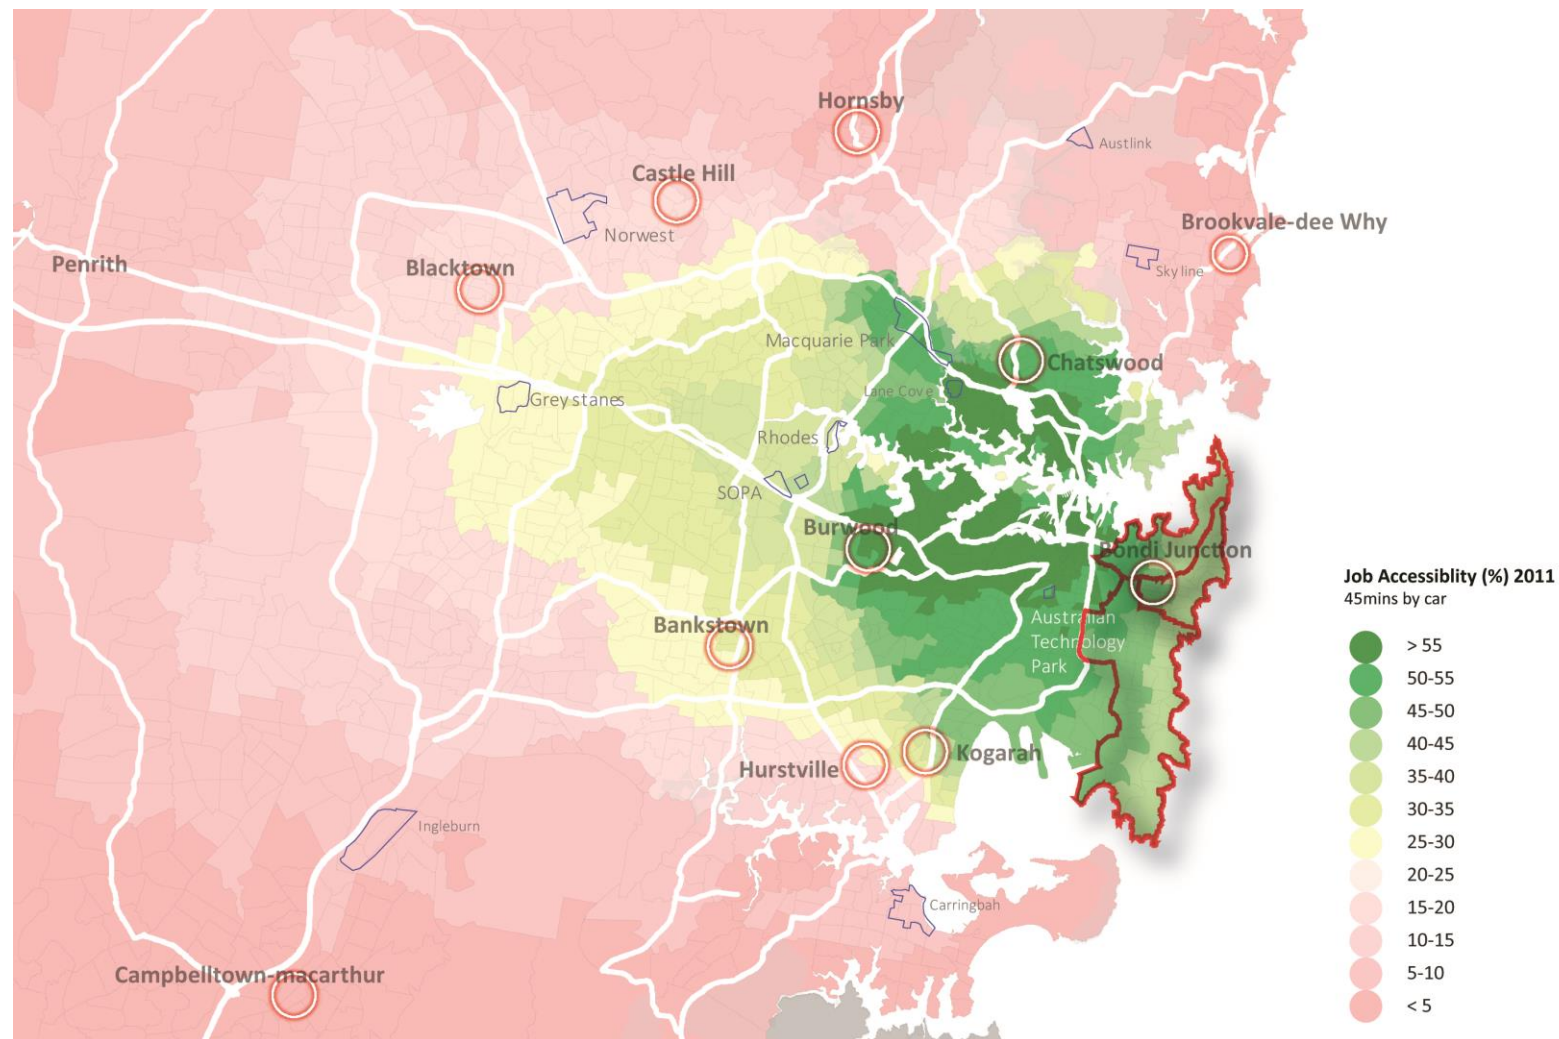 Hornsby
Austlink
Castle Hill
Brookvale-dee Why
Norwest
Penrith
Blacktown
Sky line
Macquarie Park
Chatswood
Lane Cove
Grey stanes
Rhodes
SOPA
Burwood
Bondi Junction
Job Accessiblity (%) 2011
45mins by car
Australian
Technology
Park
Bankstown
> 55
50-55
45-50
40-45
35-40
30-35
25-30
20-25
15-20
10-15
5-10
< 5
Kogarah
Hurstville
Ingleburn
Carringbah
Campbelltown-macarthur